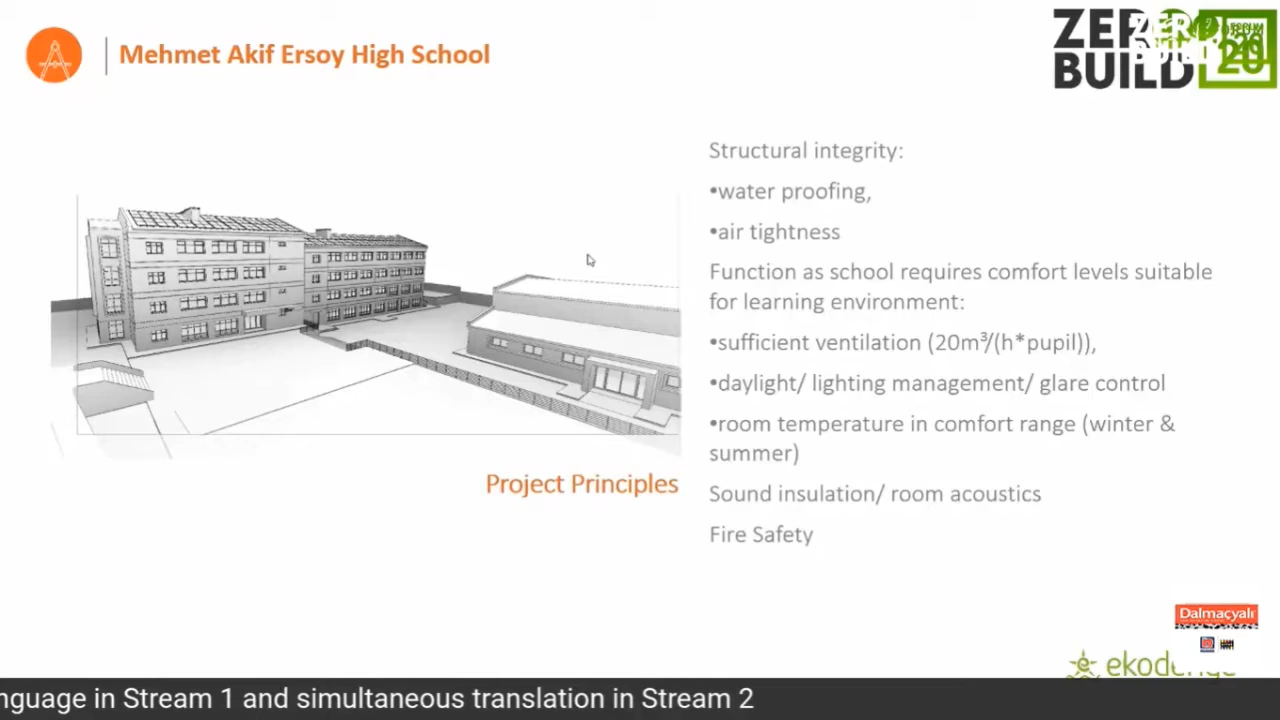 Mehmet Akif Ersoy High School
ZERO
BUILD
20
Structural integrity:
•water proofing,
•air tightness
Function as school requires comfort levels suitable
for learning environment:
•sufficient ventilation (20m³/(h*pupil)),
•daylight/ lighting management/ glare control
•room temperature in comfort range (winter &
summer)
Sound insulation/ room acoustics
Fire Safety
Project Principles
Dalmaçyalı
nguage in Stream 1 and simultaneous translation in Stream 2